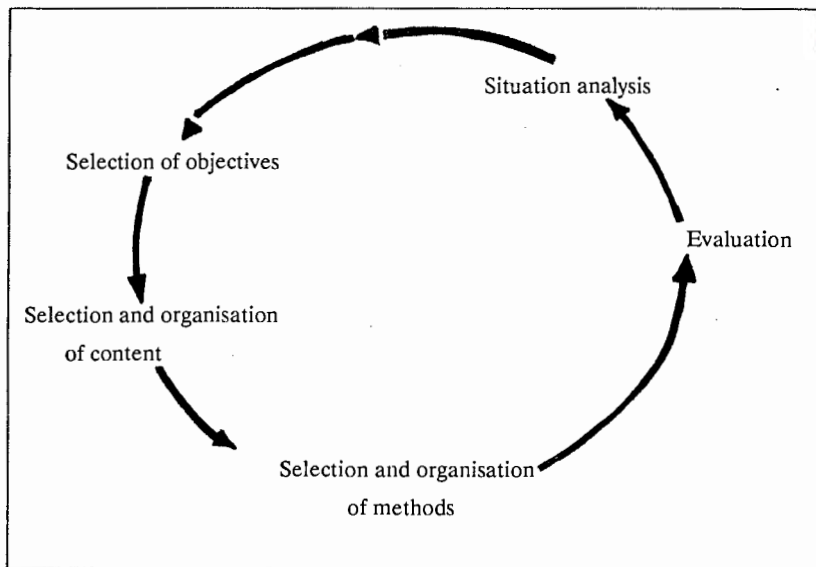 Situation analysis
Selection of objectives
Evaluation
Selection and organisation
of content
Selection and organisation
of methods